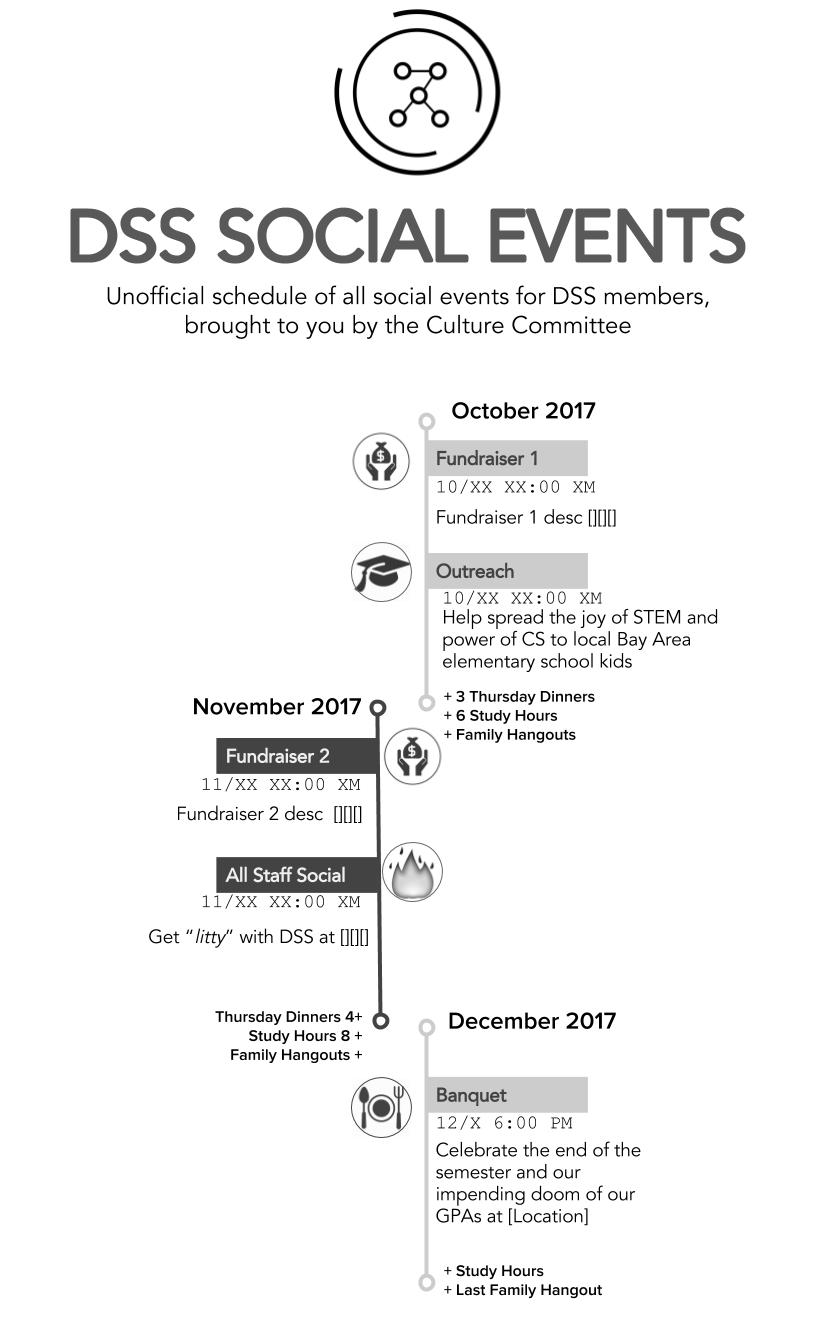 DSS SOCIAL EVENTS
Unofficial schedule of all social events for DSS members,
brought to you by the Culture Committee
October 2017
$
Fundraiser 1
10/XX XX:00 XM
Fundraiser 1 desc [][][]
Outreach
10/XX XX:00 XM
Help spread the joy of STEM and
power of CS to local Bay Area
elementary school kids
+ 3 Thursday Dinners
+ 6 Study Hours
+ Family Hangouts
November 2017
Fundraiser 2
$
11/XX XX:00 XM
Fundraiser 2 desc [][][]
All Staff Social
11/XX XX:00 XM
Get “litty” with DSS at [][][]
Thursday Dinners 4+
Study Hours 8 +
Family Hangouts +
December 2017
Banquet
12/X 6:00 PM
Celebrate the end of the
semester and our
impending doom of our
GPAs at [Location]
+ Study Hours
+ Last Family Hangout